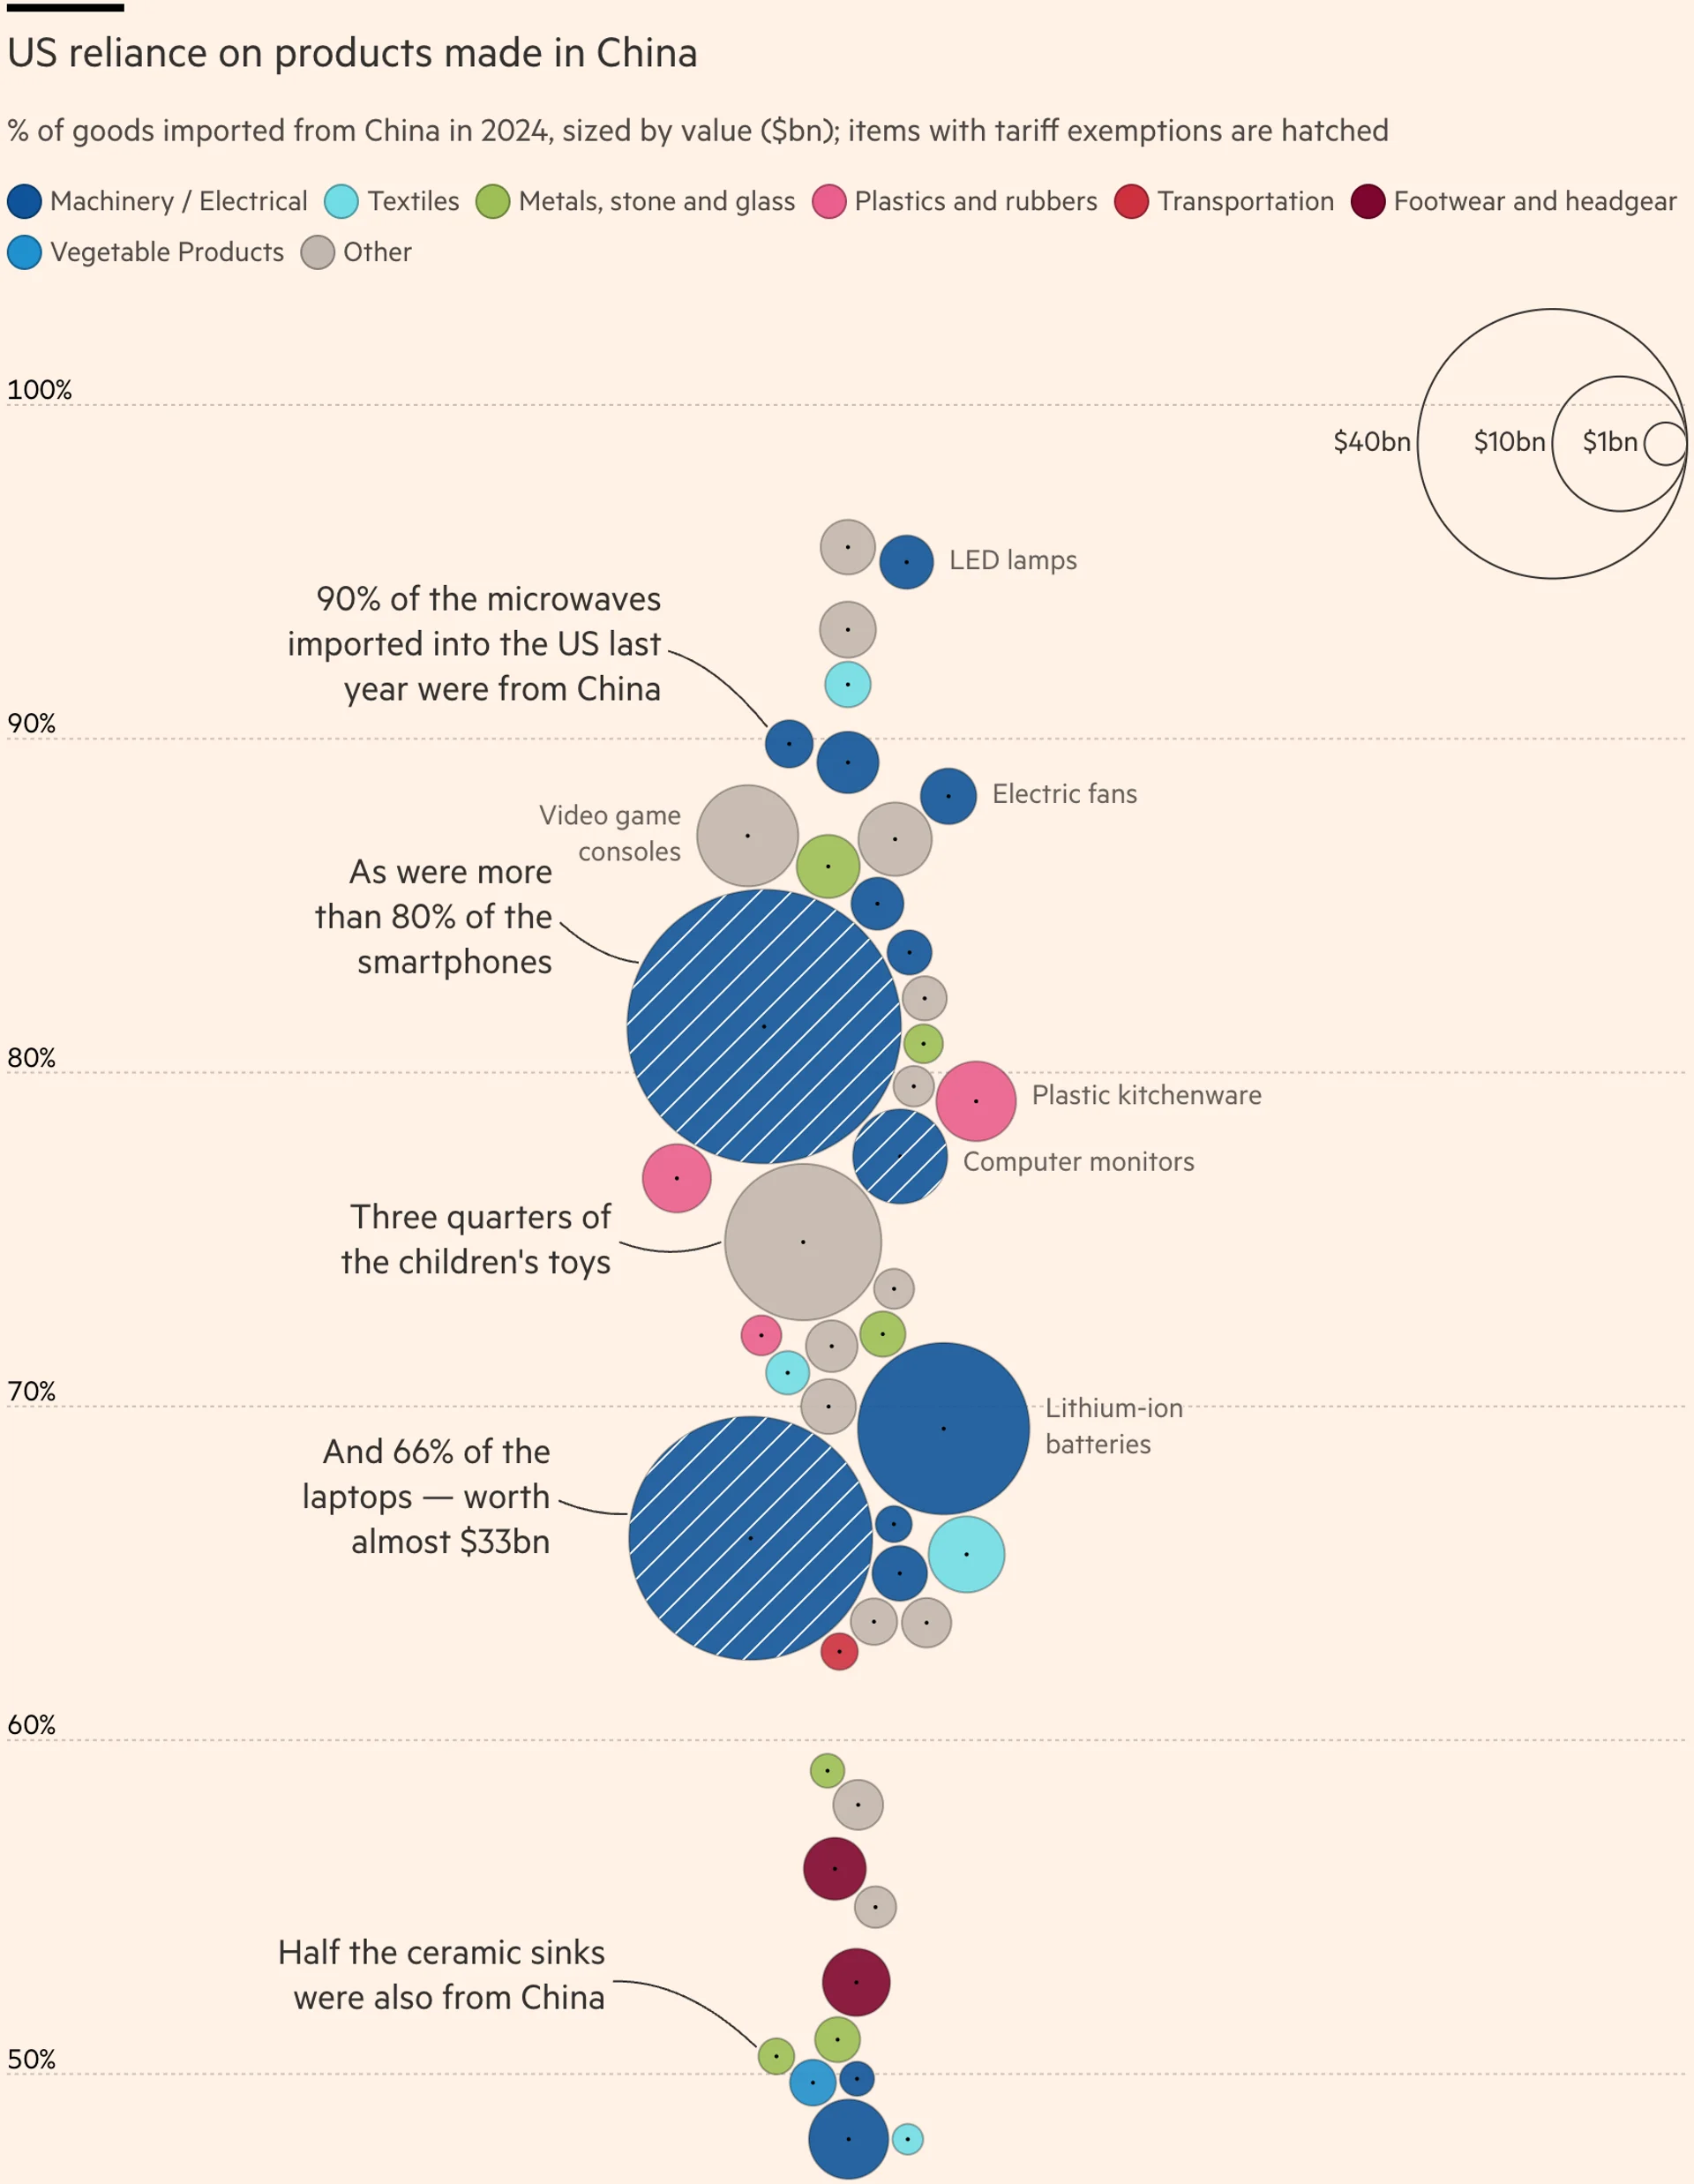 US reliance on products made in China
% of goods imported from China in 2024, sized by value ($bn); items with tariff exemptions are hatched
Machinery / Electrical Textiles Metals, stone and glass Plastics and rubbers Transportation Footwear and headgear
Vegetable Products Other
100%
$40bn $10bn $1bn
LED lamps
90% of the microwaves
imported into the US last
year were from China
90%
Electric fans
Video game
consoles
As were more
than 80% of the
smartphones
80%
Plastic kitchenware
Computer monitors
Three quarters of
the children's toys
70%
Lithium-ion
batteries
And 66% of the
laptops — worth
almost $33bn
60%
Half the ceramic sinks
were also from China
50%